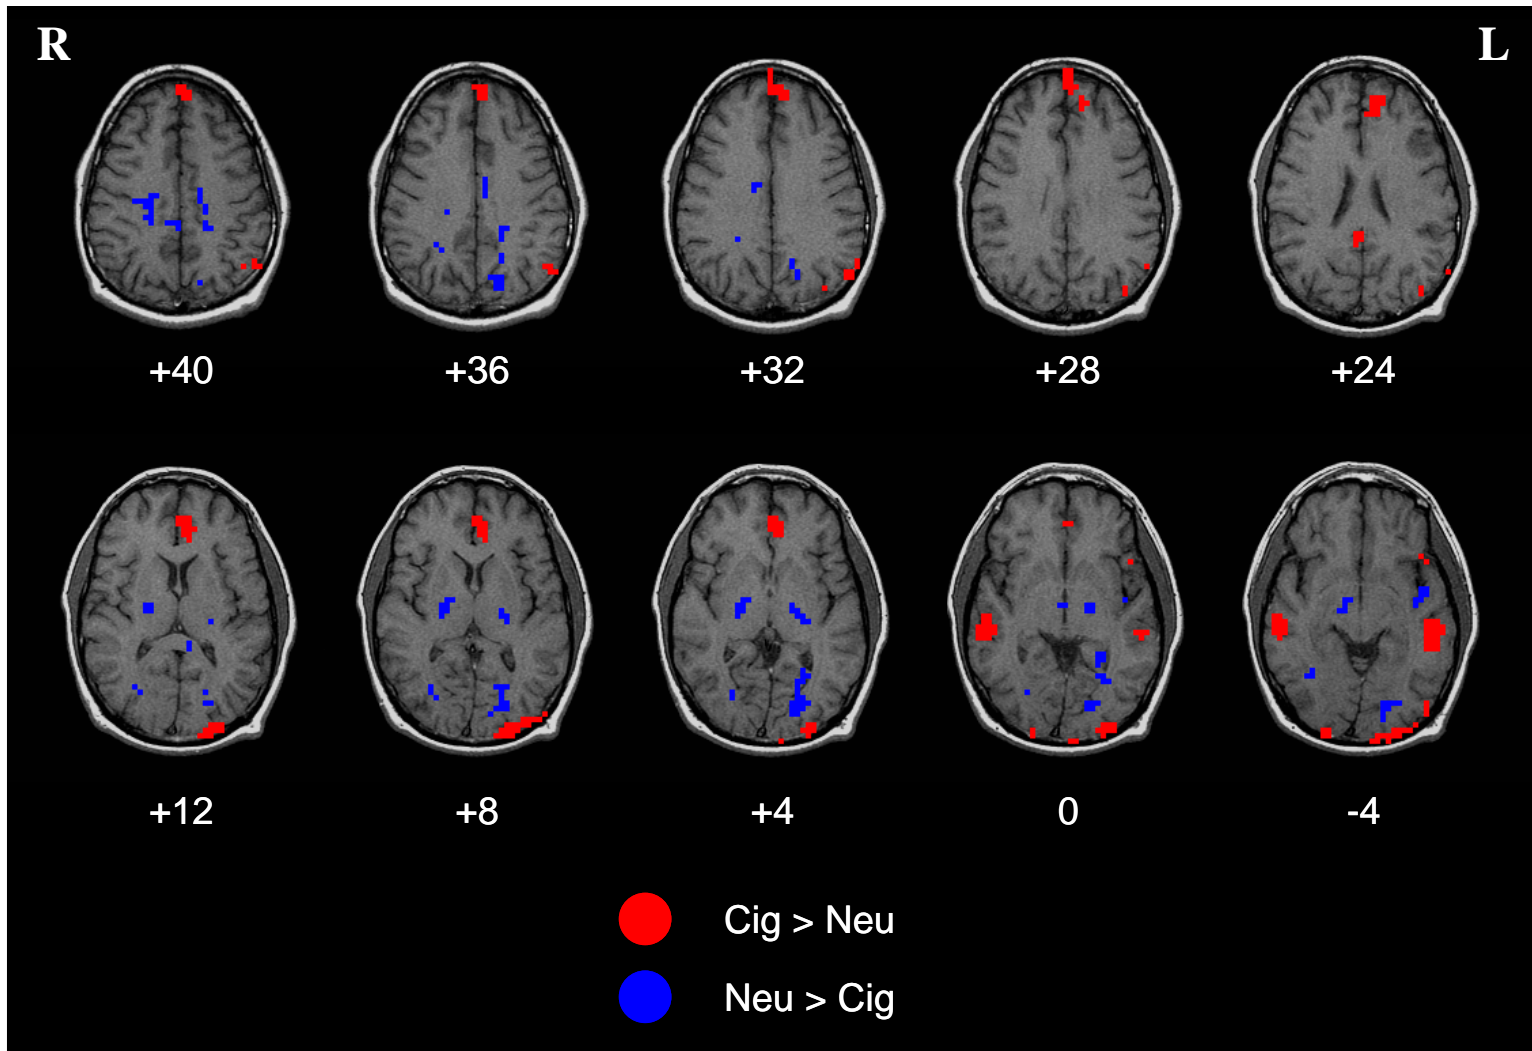 R L
+40 +36 +32 +28 +24
+12 +8 +4 0 -4
Cig > Neu
Neu > Cig